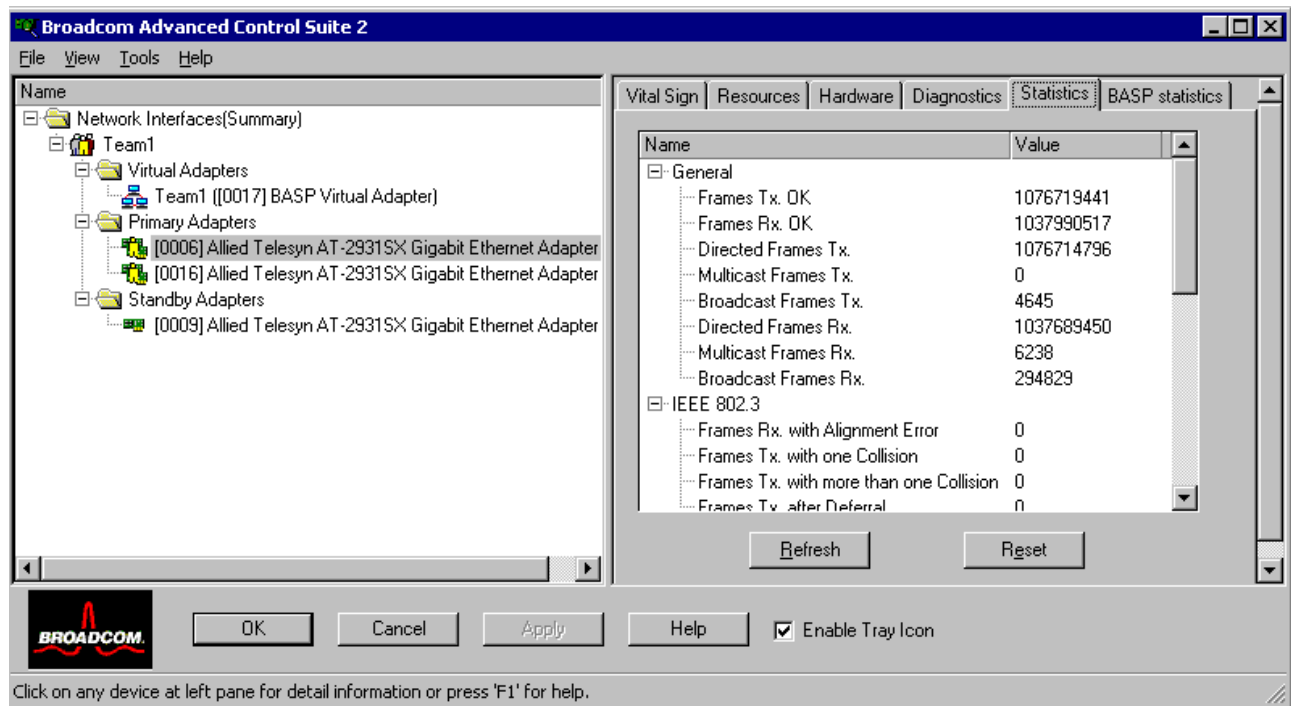 Broadcom Advanced Control Suite 2
File View Tools Help
Name
Network Interfaces(Summary)
Team1
Virtual Adapters
Team1 ([0017] BASP Virtual Adapter)
Primary Adapters
[0006] Allied Telesyn AT-2931SX Gigabit Ethernet Adapter
[0016] Allied Telesyn AT-2931SX Gigabit Ethernet Adapter
Standby Adapters
[0009] Allied Telesyn AT-2931SX Gigabit Ethernet Adapter
Vital Sign Resources Hardware Diagnostics Statistics BASP statistics
Name Value
General
Frames Tx. OK 1076719441
Frames Rx. OK 1037990517
Directed Frames Tx. 1076714796
Multicast Frames Tx. 0
Broadcast Frames Tx. 4645
Directed Frames Rx. 1037689450
Multicast Frames Rx. 6238
Broadcast Frames Rx. 294829
IEEE 802.3
Frames Rx. with Alignment Error 0
Frames Tx. with one Collision 0
Frames Tx. with more than one Collision 0
Frames Tx. after Deferral 0
Refresh Reset
BROADCOM.
OK Cancel Apply Help Enable Tray Icon
Click on any device at left pane for detail information or press 'F1' for help.